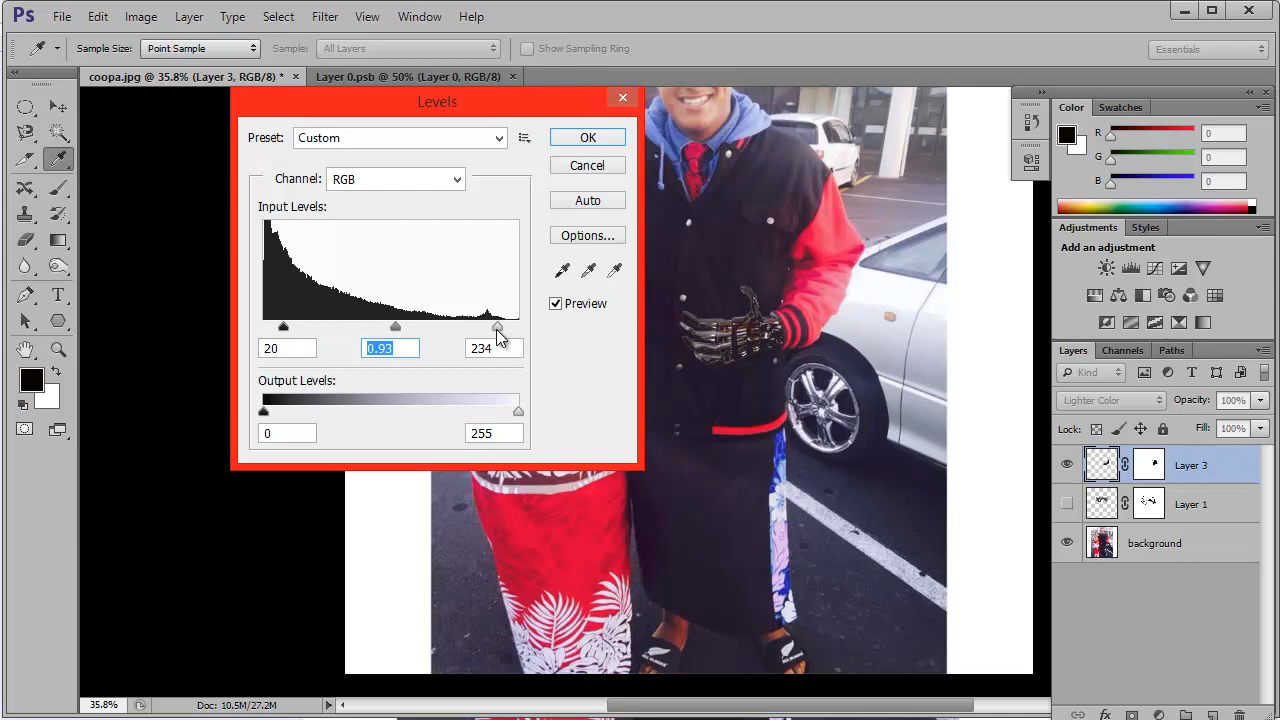 Ps File Edit Image Layer Type Select Filter View Window Help
Sample Size: Point Sample Sample: All Layers Show Sampling Ring Essentials
coopa.jpg @ 35.8% (Layer 3, RGB/8) * × Layer 0.psb @ 50% (Layer 0, RGB/8) ×
Levels
Preset: Custom OK
Cancel
Channel: RGB
Auto
Input Levels:
Options...
Preview
20 0.93 234
Output Levels:
0 255
Color Swatches
R 0
G 0
B 0
Adjustments Styles
Add an adjustment
Layers Channels Paths
Kind
Lighter Color Opacity: 100%
Lock: Fill: 100%
Layer 3
Layer 1
background
ALL BLACKS
ALL BLACKS
35.8% Doc: 10.5M/27.2M